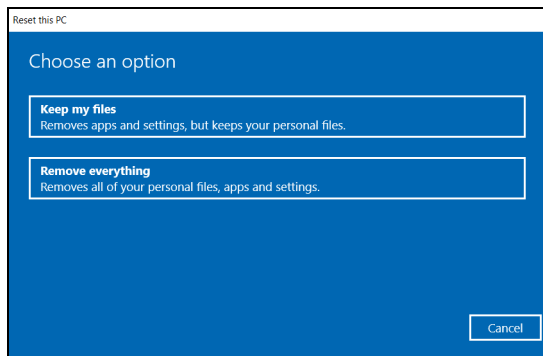 Reset this PC
Choose an option
Keep my files
Removes apps and settings, but keeps your personal files.
Remove everything
Removes all of your personal files, apps and settings.
Cancel